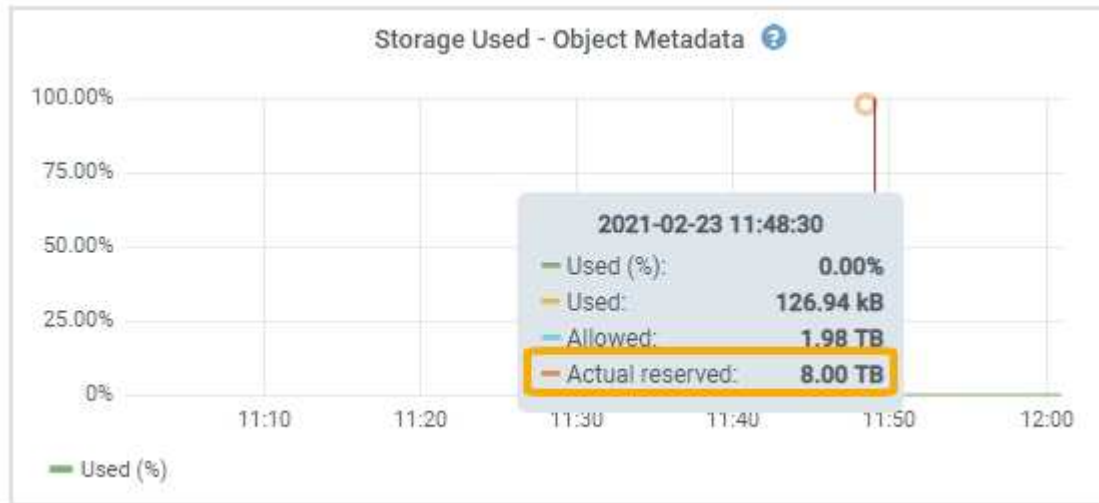 Storage Used - Object Metadata ?
100.00%
75.00%
50.00%
25.00%
0%
2021-02-23 11:48:30
Used (%): 0.00%
Used: 126.94 kB
Allowed: 1.98 TB
Actual reserved: 8.00 TB
11:10 11:20 11:30 11:40 11:50 12:00
Used (%)